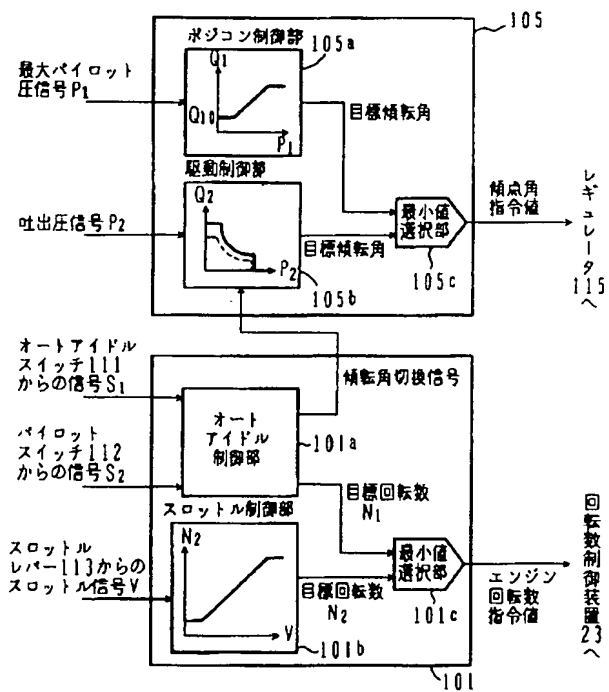 ポジコン制御部
105a
105
最大パイロット
圧信号P1
Q1
Q10
P1
目標傾転角
駆動制御部
Q2
P2
吐出圧信号P2
目標傾転角
105b
最小値
選択部
105c
傾点角
指令値
レギュレータ115へ
オートアイドル
スイッチ111
からの信号S1
傾転角切換信号
オート
アイドル
制御部
101a
パイロット
スイッチ112
からの信号S2
目標回転数
N1
スロットル制御部
スロットル
レバー113からの
スロットル信号V
N2
V
目標回転数
N2
101b
最小値
選択部
101c
エンジン
回転数
指令値
回転数制御装置23へ
101